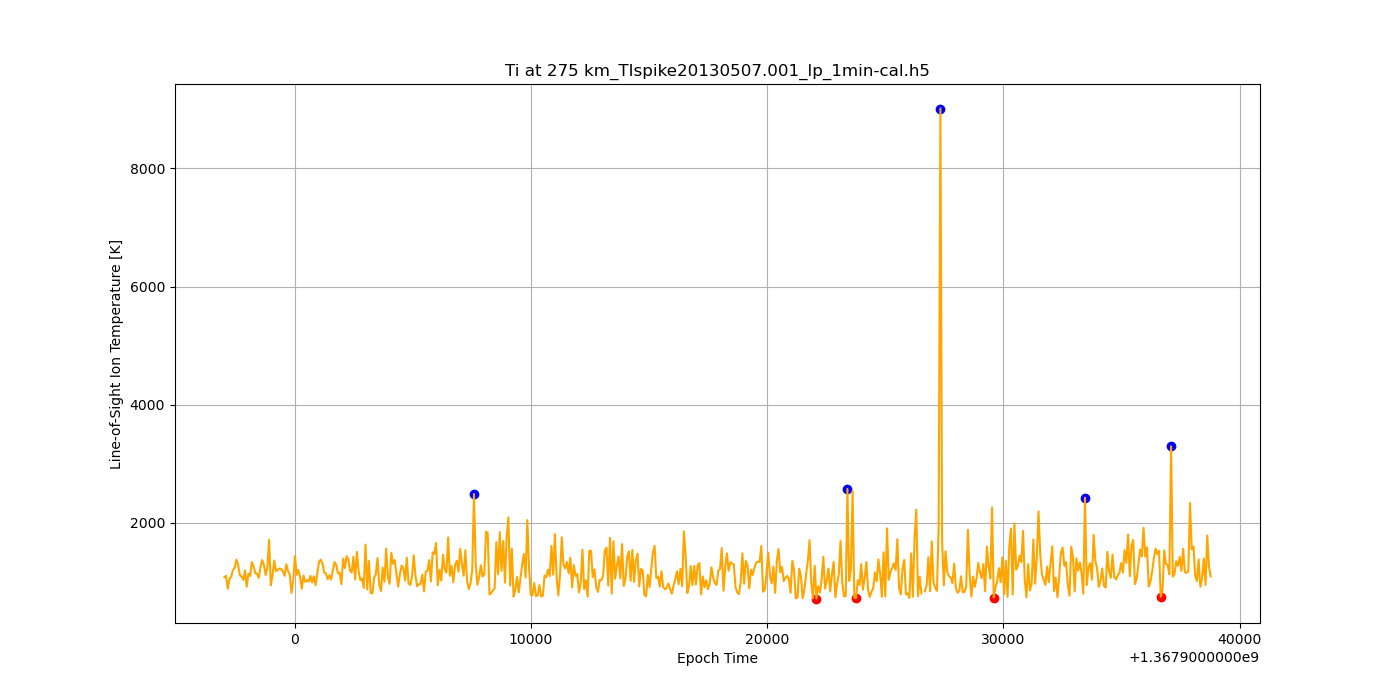 Ti at 275 km_TIspike20130507.001_lp_1min-cal.h5
Line-of-Sight Ion Temperature [K]
8000
6000
4000
2000
0 10000 20000 30000 40000
Epoch Time
+1.3679000000e9